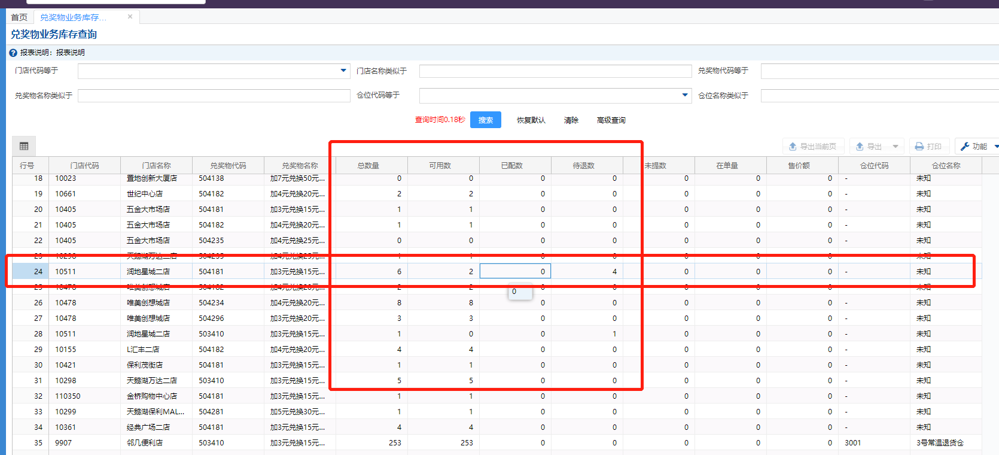 首页 兑奖物业务库存... ×
兑奖物业务库存查询
报表说明：报表说明
门店代码等于 门店名称类似于 兑奖物代码等于
兑奖物名称类似于 仓位代码等于 仓位名称类似于
查询时间0.18秒 搜索 恢复默认 清除 高级查询
导出当前页 导出 打印 功能
行号 门店代码 门店名称 兑奖物代码 兑奖物名称 总数量 可用数 已配数 待退数 未提数 在单量 售价额 仓位代码 仓位名称
18 10023 置地创新大厦店 504138 加7元兑换50元... 0 0 0 0 0 0 0 - 未知
19 10661 世纪中心店 504182 加4元兑换20元... 2 2 0 0 0 0 0 - 未知
20 10405 五金大市场店 504181 加3元兑换15元... 1 1 0 0 0 0 0 - 未知
21 10405 五金大市场店 504182 加4元兑换20元... 1 1 0 0 0 0 0 - 未知
22 10405 五金大市场店 504235 加4元兑换25元... 0 0 0 0 0 0 0 - 未知
23 10298 天鹅湖万达二店 504235 加4元兑换25元... 1 1 0 0 0 0 0 - 未知
24 10511 润地星城二店 504181 加3元兑换15元... 6 2 0 4 0 0 0 - 未知
25 10478 唯美创想城店 504182 加4元兑换20元... 2 2 0 0 0 0 0 - 未知
0
26 10478 唯美创想城店 504234 加4元兑换20元... 8 8 0 0 0 0 0 - 未知
27 10478 唯美创想城店 504296 加3元兑换15元... 3 3 0 0 0 0 0 - 未知
28 10511 润地星城二店 503410 加3元兑换15元... 1 0 0 1 0 0 0 - 未知
29 10155 L汇丰二店 504182 加4元兑换20元... 4 4 0 0 0 0 0 - 未知
30 10421 保利茂街店 504181 加3元兑换15元... 1 1 0 0 0 0 0 - 未知
31 10298 天鹅湖万达二店 503410 加3元兑换15元... 5 5 0 0 0 0 0 - 未知
32 110350 金桥购物中心店 504181 加3元兑换15元... 1 1 0 0 0 0 0 - 未知
33 10299 天鹅湖保利MAL... 504281 加5元兑换30元... 1 1 0 0 0 0 0 - 未知
34 10361 经典广场二店 504181 加3元兑换15元... 4 4 0 0 0 0 0 - 未知
35 9907 邻几便利店 503410 加3元兑换15元... 253 253 0 0 0 0 0 3001 3号常温退货仓